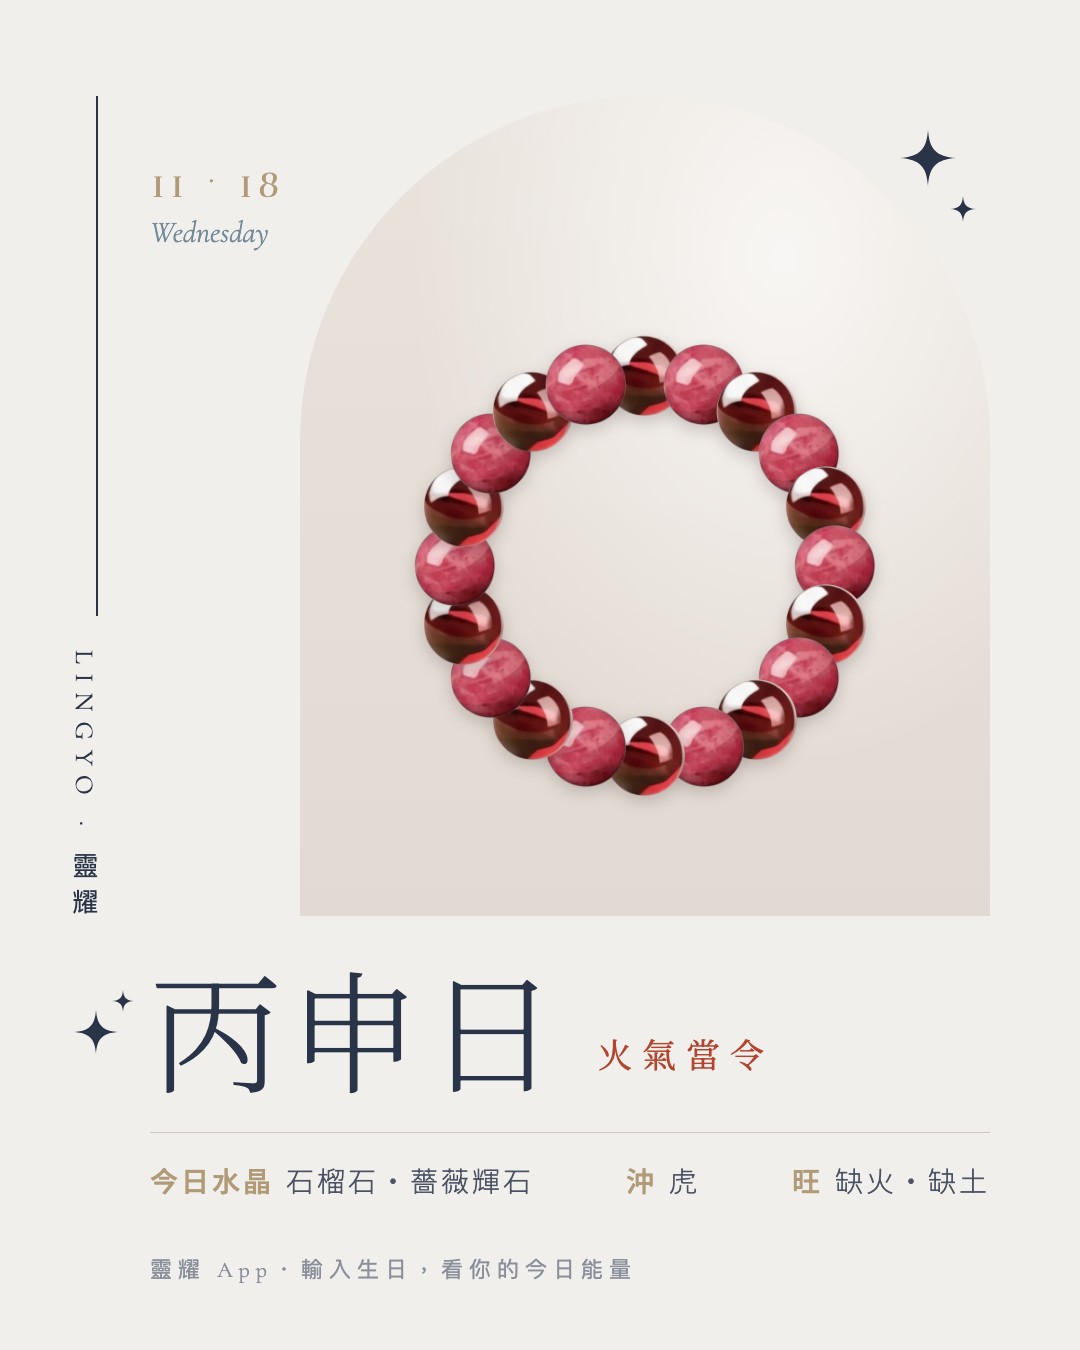 11 · 18
Wednesday
LINGYO · 靈耀
丙申日
火氣當令
今日水晶 石榴石・薔薇輝石 沖 虎 旺 缺火・缺土
靈耀 App · 輸入生日，看你的今日能量